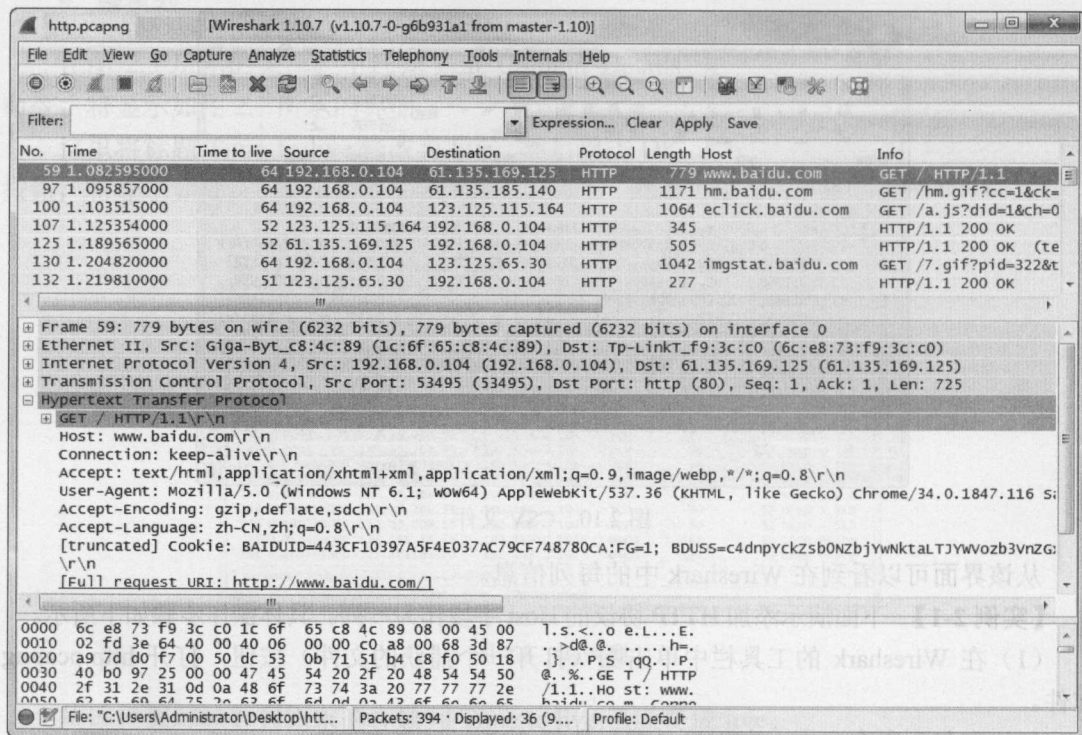 http.pcapng [Wireshark 1.10.7 (v1.10.7-0-g6b931a1 from master-1.10)]
File Edit View Go Capture Analyze Statistics Telephony Tools Internals Help
Filter: Expression... Clear Apply Save
No. Time Time to live Source Destination Protocol Length Host Info
59 1.082595000 64 192.168.0.104 61.135.169.125 HTTP 779 www.baidu.com GET / HTTP/1.1
97 1.095857000 64 192.168.0.104 61.135.185.140 HTTP 1171 hm.baidu.com GET /hm.gif?cc=1&ck=
100 1.103515000 64 192.168.0.104 123.125.115.164 HTTP 1064 eclick.baidu.com GET /a.js?did=1&ch=0
107 1.125354000 52 123.125.115.164 192.168.0.104 HTTP 345 HTTP/1.1 200 OK
125 1.189565000 52 61.135.169.125 192.168.0.104 HTTP 505 HTTP/1.1 200 OK (te
130 1.204820000 64 192.168.0.104 123.125.65.30 HTTP 1042 imgstat.baidu.com GET /7.gif?pid=322&t
132 1.219810000 51 123.125.65.30 192.168.0.104 HTTP 277 HTTP/1.1 200 OK
Frame 59: 779 bytes on wire (6232 bits), 779 bytes captured (6232 bits) on interface 0
Ethernet II, Src: Giga-Byt_c8:4c:89 (1c:6f:65:c8:4c:89), Dst: Tp-LinkT_f9:3c:c0 (6c:e8:73:f9:3c:c0)
Internet Protocol Version 4, Src: 192.168.0.104 (192.168.0.104), Dst: 61.135.169.125 (61.135.169.125)
Transmission Control Protocol, Src Port: 53495 (53495), Dst Port: http (80), Seq: 1, Ack: 1, Len: 725
Hypertext Transfer Protocol
GET / HTTP/1.1\r\n
Host: www.baidu.com\r\n
Connection: keep-alive\r\n
Accept: text/html,application/xhtml+xml,application/xml;q=0.9,image/webp,*/*;q=0.8\r\n
User-Agent: Mozilla/5.0 (Windows NT 6.1; WOW64) AppleWebKit/537.36 (KHTML, like Gecko) Chrome/34.0.1847.116 Sa
Accept-Encoding: gzip,deflate,sdch\r\n
Accept-Language: zh-CN,zh;q=0.8\r\n
[truncated] Cookie: BAIDUID=443CF10397A5F4E037AC79CF748780CA:FG=1; BDUSS=c4dnpYckZsb0NZbjYwNktaLTJYWVozb3VnZG
\r\n
[Full request URI: http://www.baidu.com/]
0000 6c e8 73 f9 3c c0 1c 6f 65 c8 4c 89 08 00 45 00 l.s.<..o e.L...E.
0010 02 fd 3e 64 40 00 40 06 00 00 c0 a8 00 68 3d 87 ..>d@.@. .....h=.
0020 a9 7d d0 f7 00 50 dc 53 0b 71 51 f4 c8 f0 50 18
0030 40 b0 97 25 00 00 47 45 54 20 2f 20 48 54 54 50 @..%..GE T / HTTP
0040 2f 31 2e 31 0d 0a 48 6f 73 74 3a 20 77 77 77 2e /1.1..Ho st: www.
File: "C:\Users\Administrator\Desktop\htt... Packets: 394 · Displayed: 36 (9.... Profile: Default